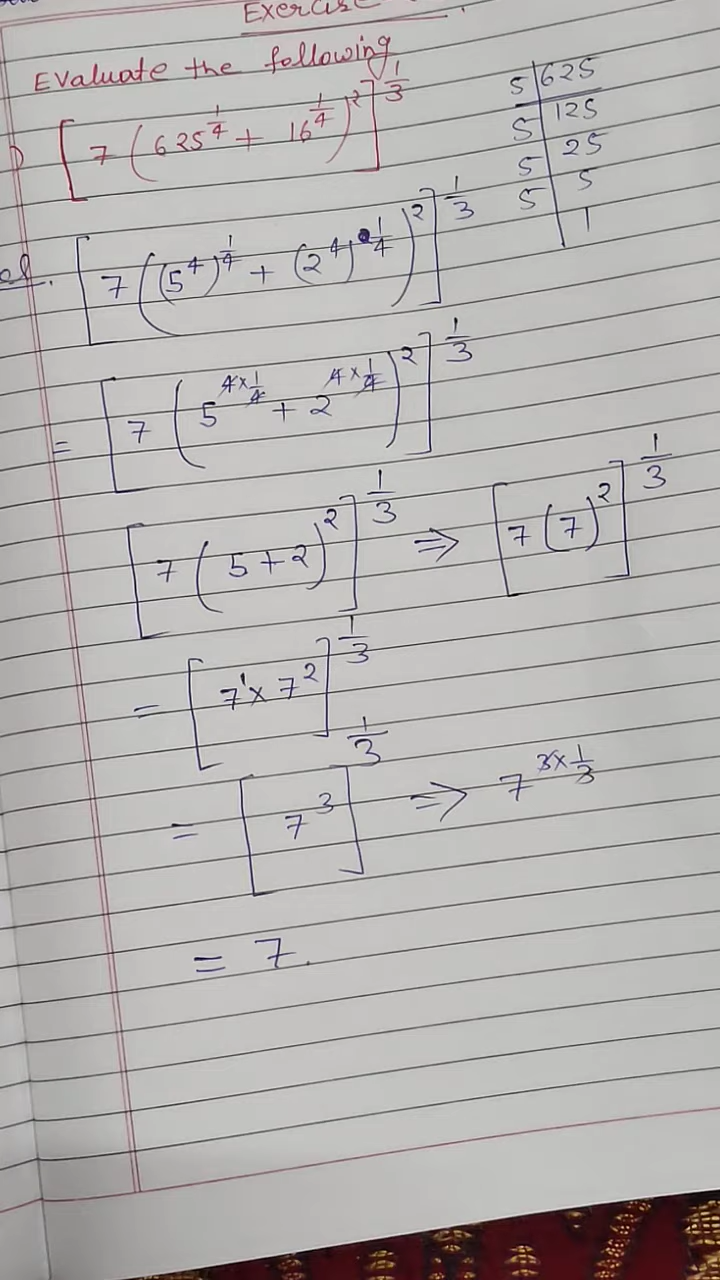 Exercise
Evaluate the following
[7(625^{1/4} + 16^{1/4})^2]^{1/3}
5|625
5|125
5|25
5|5
|1
[7((5^4)^{1/4} + (2^4)^{1/4})^2]^{1/3}
= [7(5^{4×1/4} + 2^{4×1/4})^2]^{1/3}
[7(5+2)^2]^{1/3} ⇒ [7(7)^2]^{1/3}
= [7^1 × 7^2]^{1/3}
= [7^3]^{1/3} ⇒ 7^{3×1/3}
= 7.